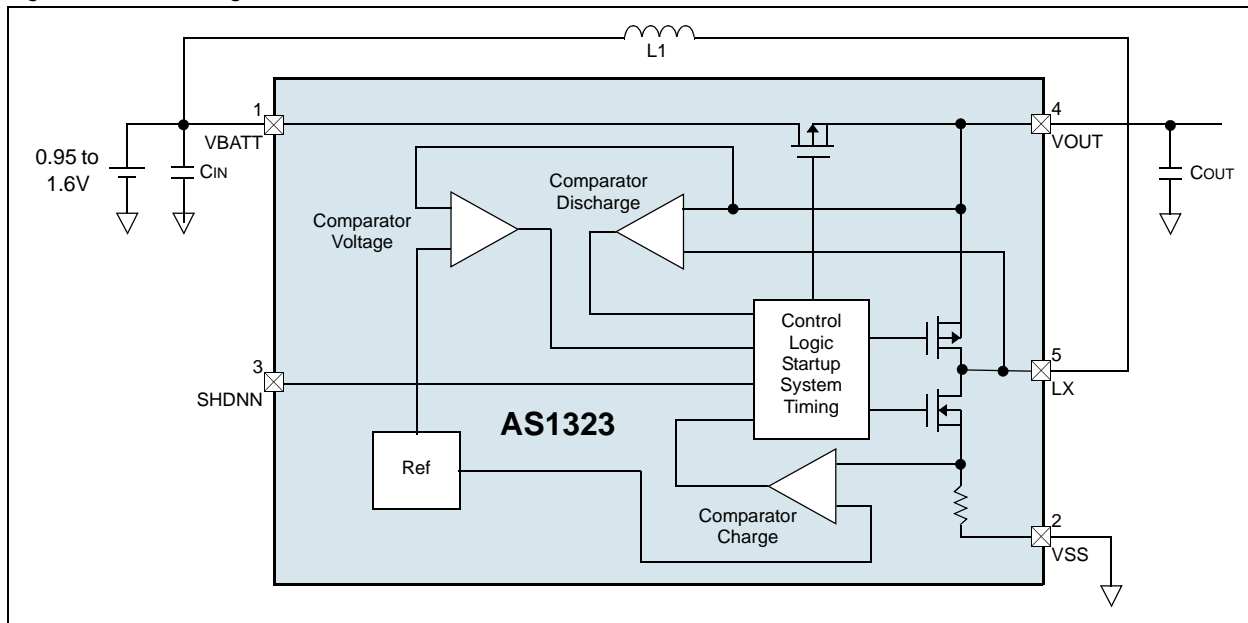 L1
1
VBATT
4
VOUT
0.95 to
1.6V
CIN
COUT
Comparator
Discharge
Comparator
Voltage
Control
Logic
Startup
System
Timing
5
LX
3
SHDNN
AS1323
Ref
Comparator
Charge
2
VSS